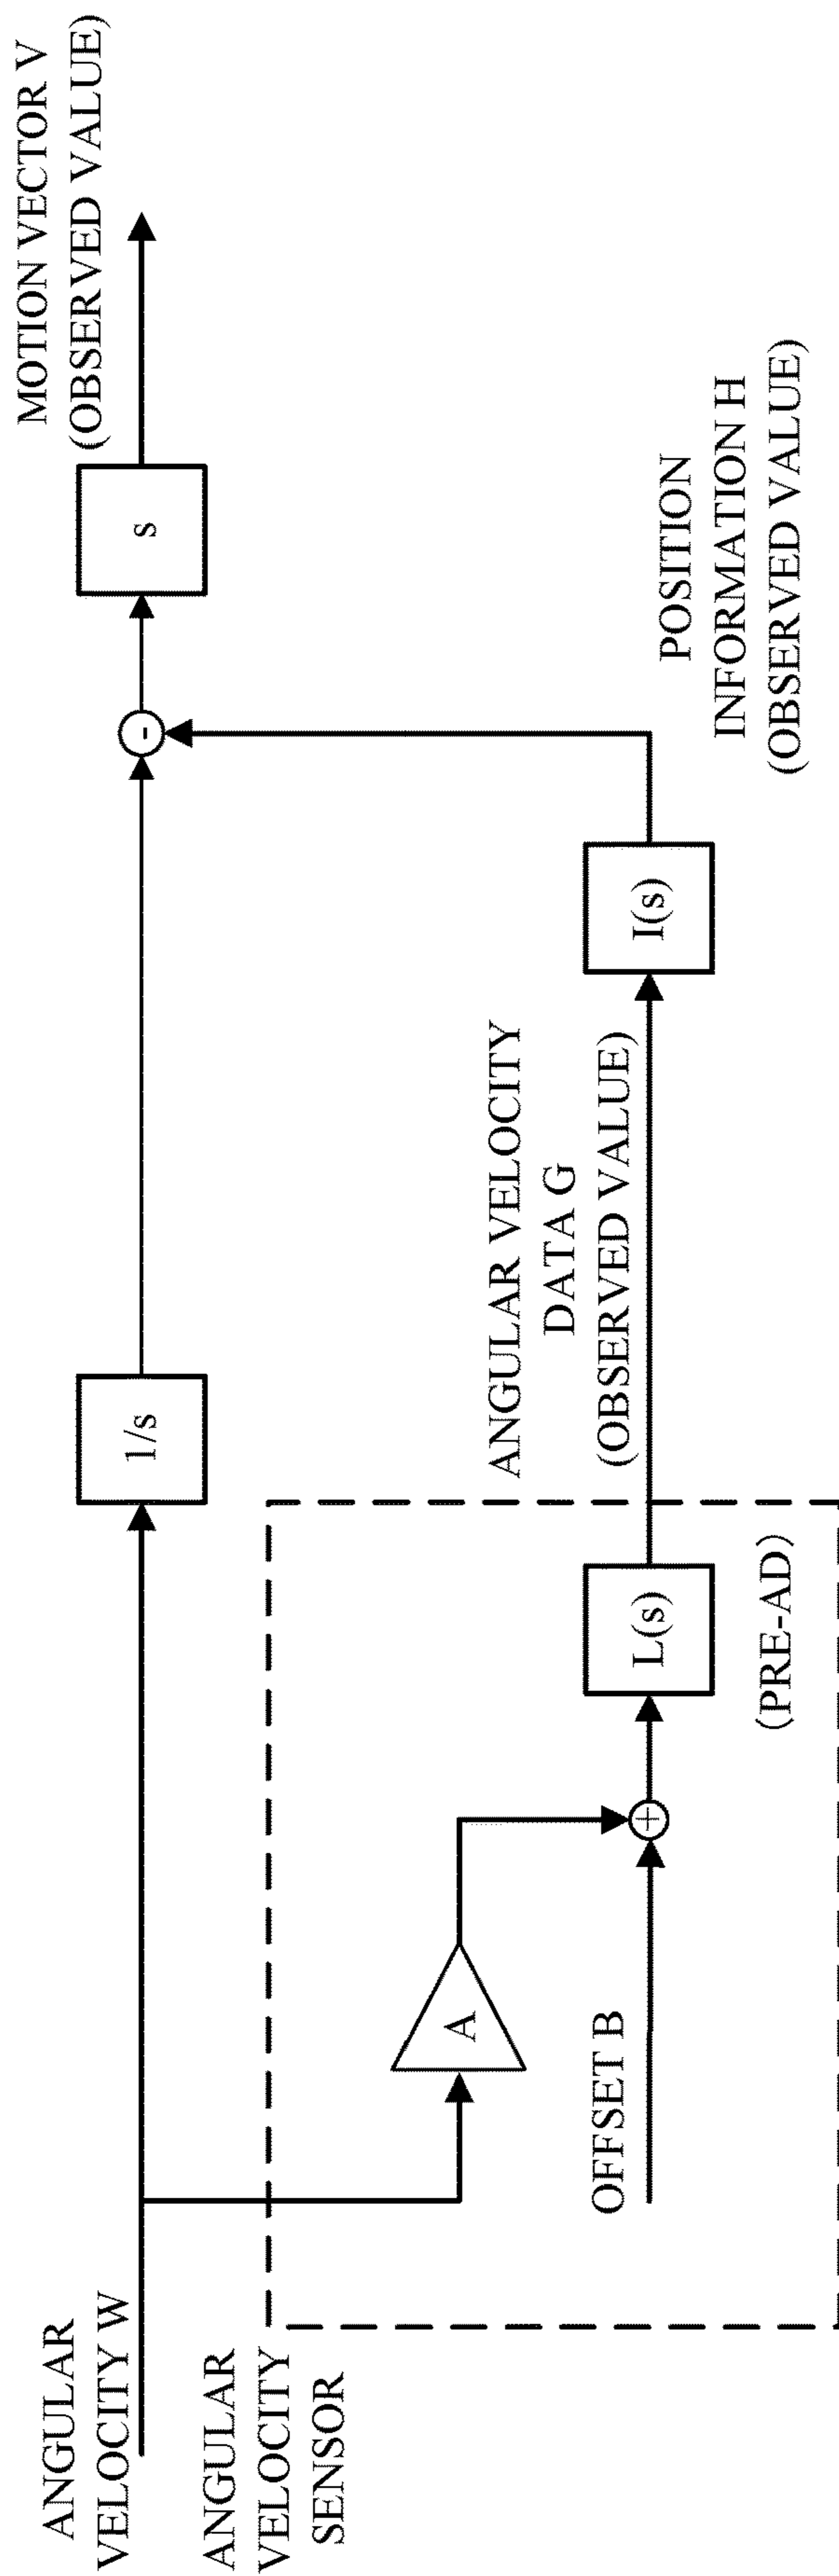 ANGULAR
VELOCITY W
1/s
-
s
MOTION VECTOR V
(OBSERVED VALUE)
ANGULAR
VELOCITY
SENSOR
A
OFFSET B
+
L(s)
(PRE-AD)
ANGULAR VELOCITY
DATA G
(OBSERVED VALUE)
I(s)
POSITION
INFORMATION H
(OBSERVED VALUE)